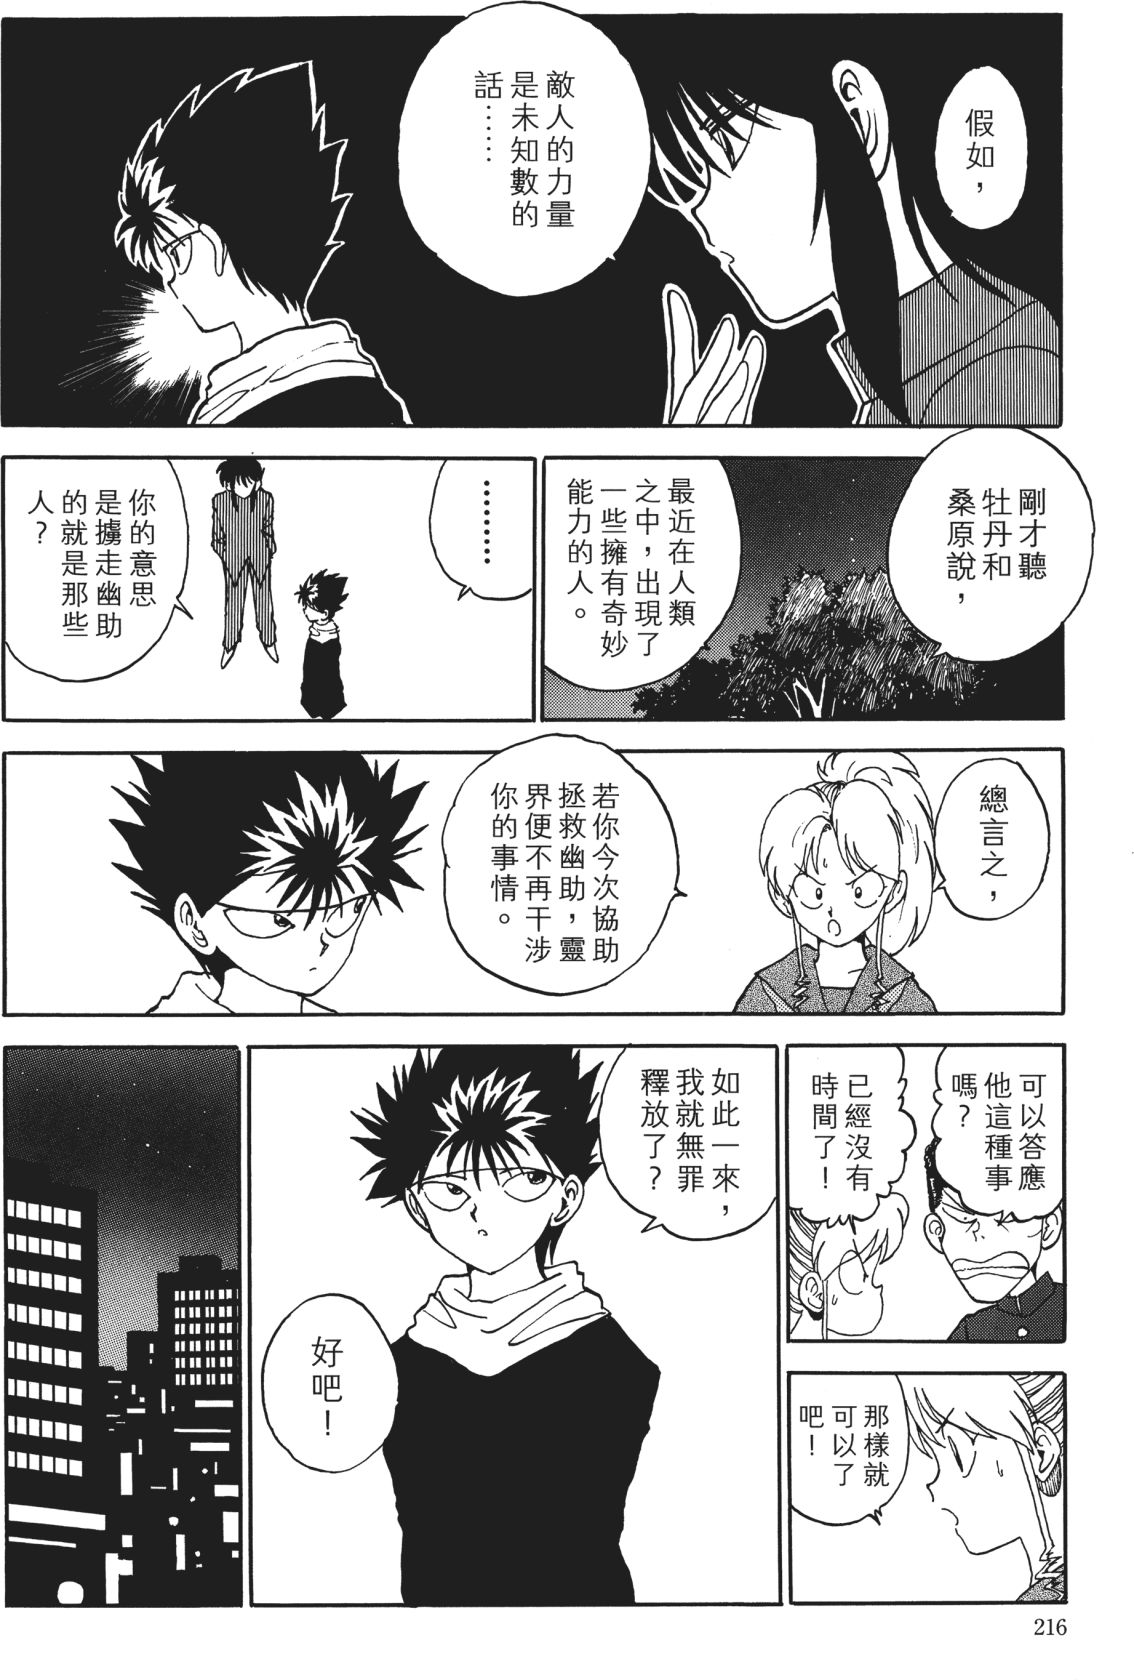 假如，
敵人的力量
是未知數的
話……
剛才聽
牡丹和
桑原說，
最近在人類
之中，出現了
一些擁有奇妙
能力的人。
………
你的意思
是擄走幽助
的就是那些
人？
總言之，
若你今次協助
拯救幽助，靈
界便不再干涉
你的事情。
可以答應
他這種事
嗎？
已經沒有
時間了！
那樣就
可以了
吧！
如此一來，
我就無罪
釋放了？
好吧！
216